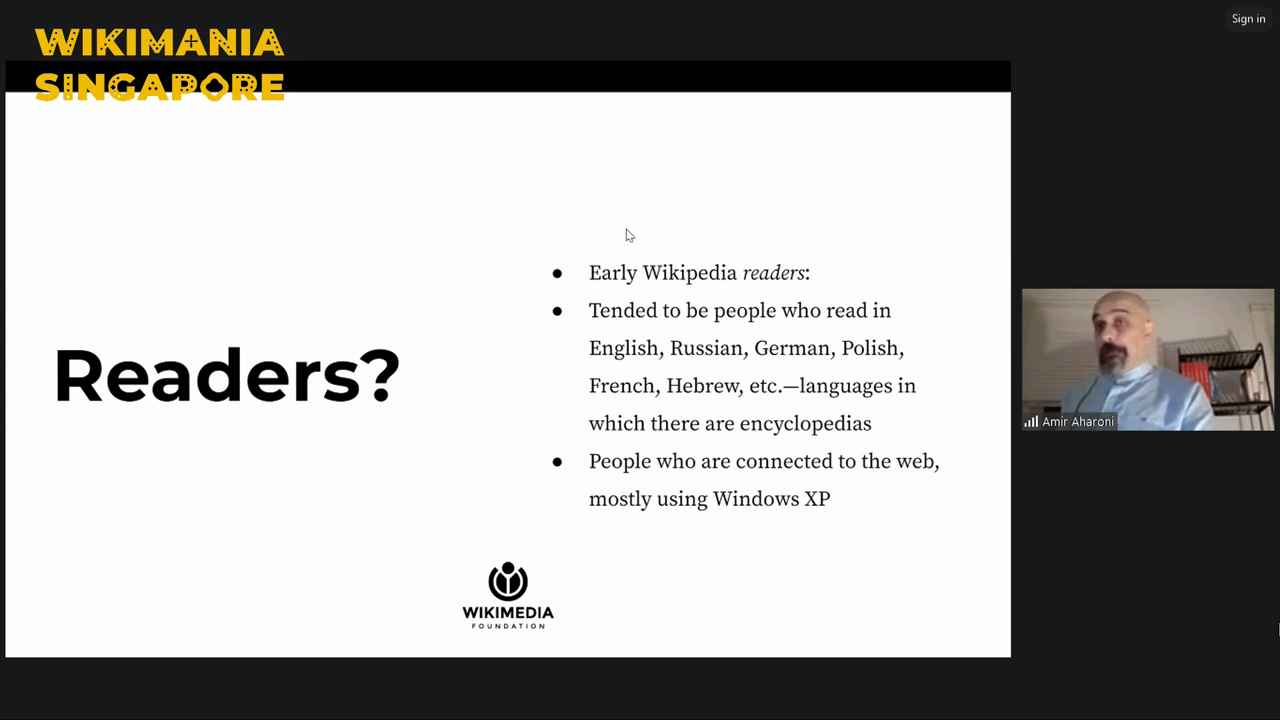 Sign in
WIKIMANIA
SINGAPORE
Readers?
● Early Wikipedia readers:
● Tended to be people who read in
English, Russian, German, Polish,
French, Hebrew, etc.—languages in
which there are encyclopedias
● People who are connected to the web,
mostly using Windows XP
WIKIMEDIA
FOUNDATION
Amir Aharoni